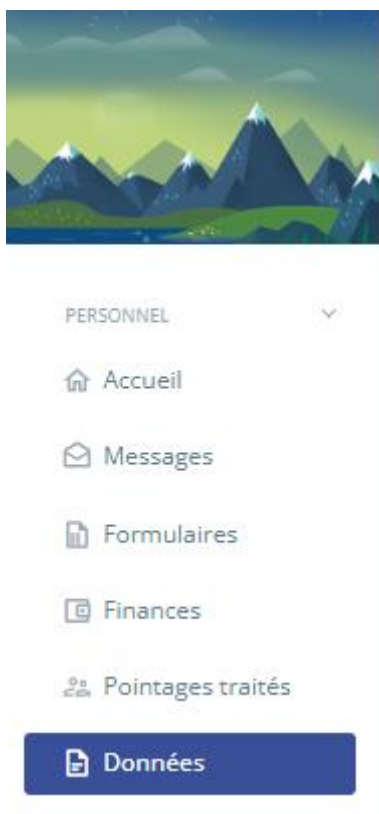 PERSONNEL
Accueil
Messages
Formulaires
Finances
Pointages traités
Données